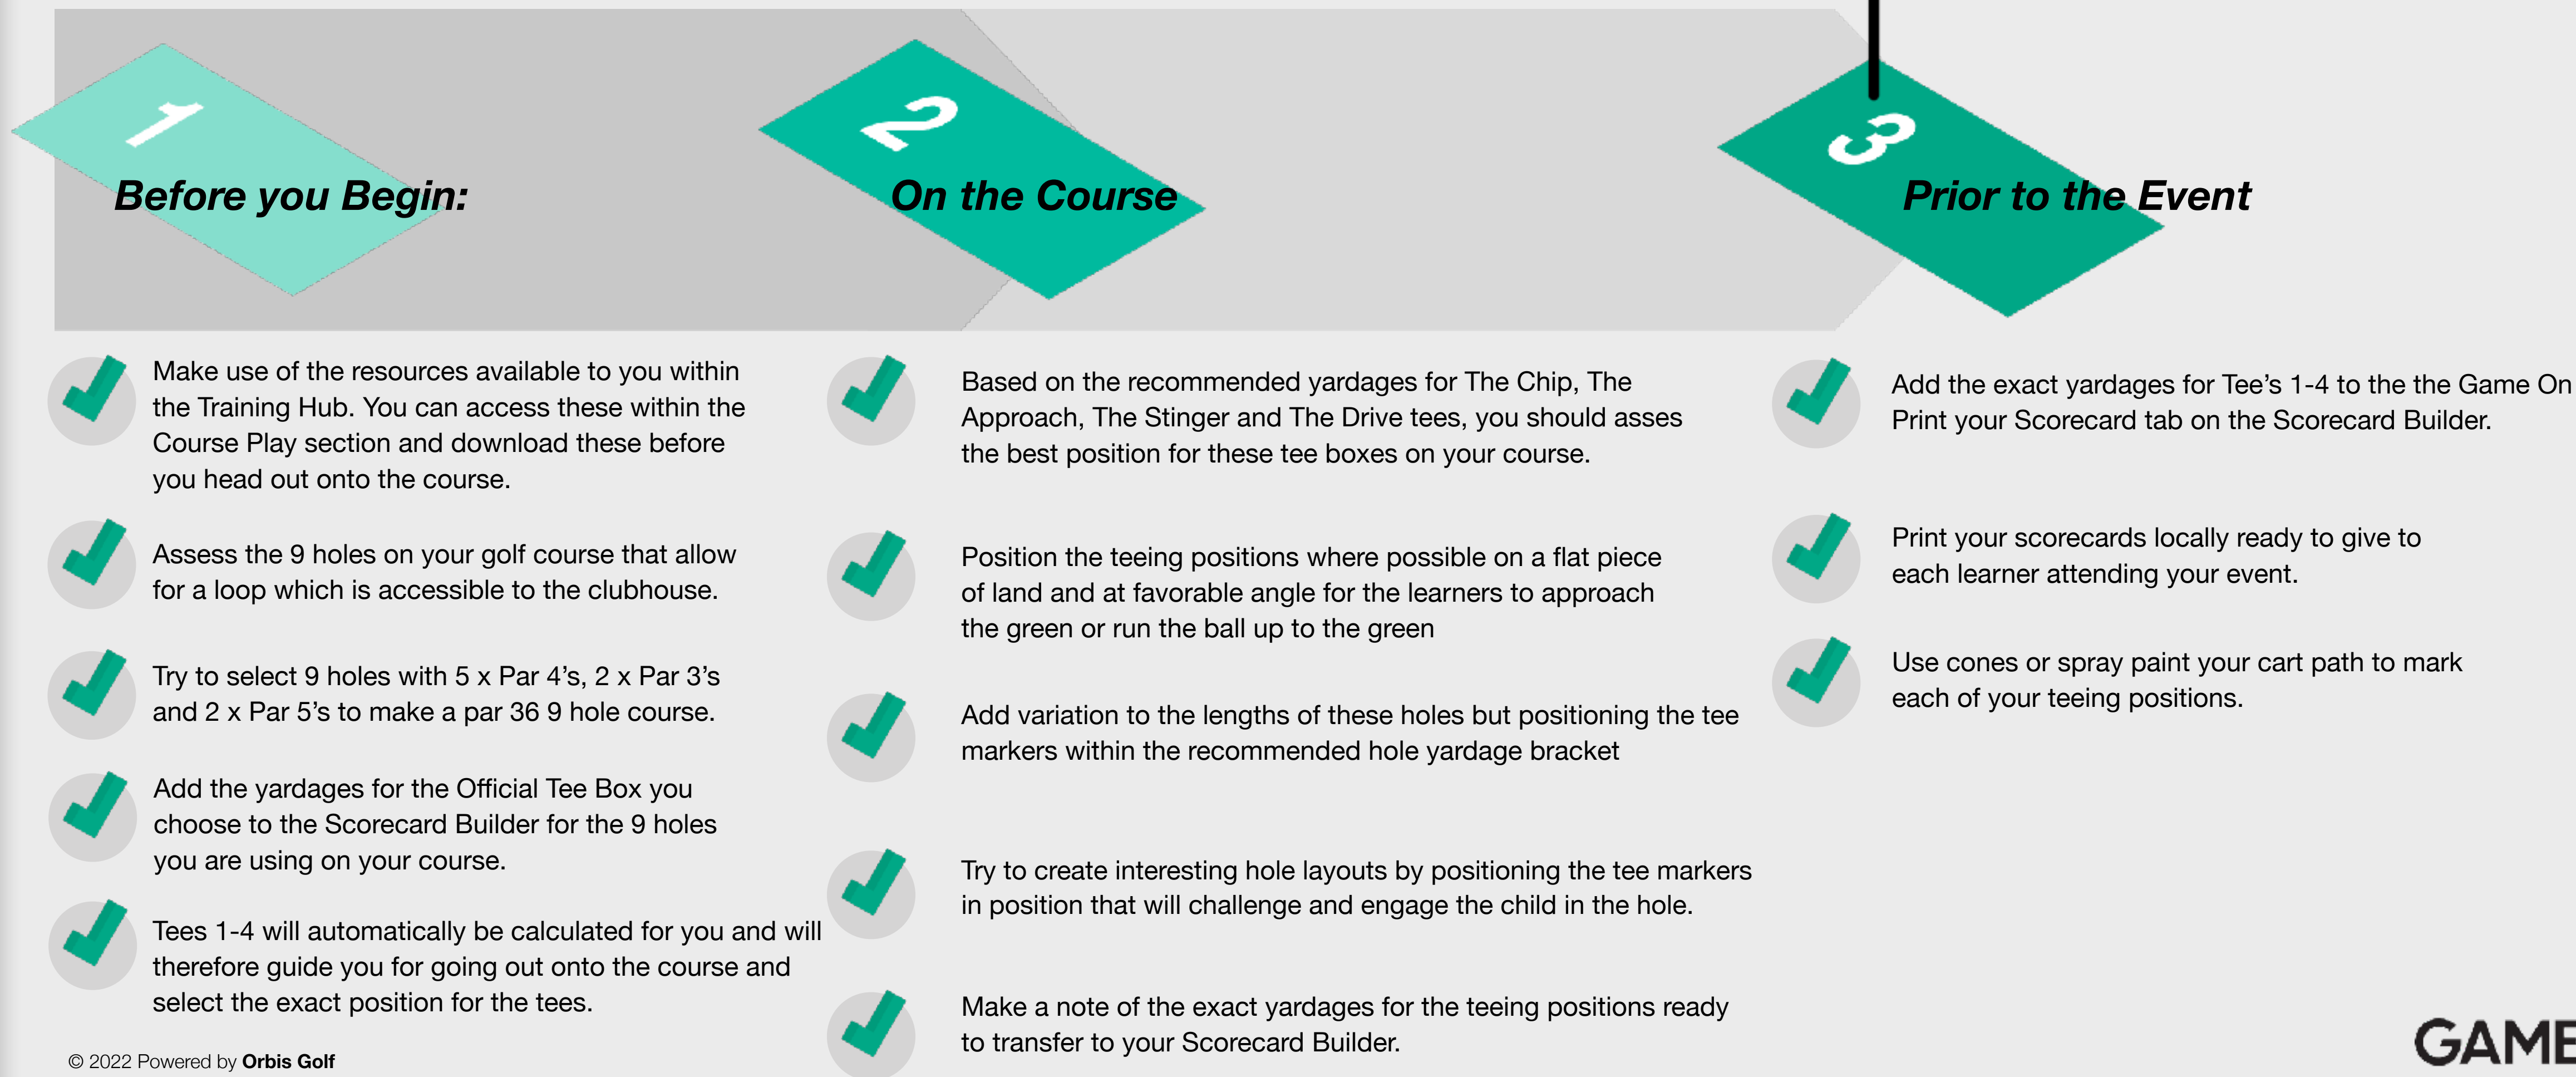 1
Before you Begin:
Make use of the resources available to you within
the Training Hub. You can access these within the
Course Play section and download these before
you head out onto the course.
Assess the 9 holes on your golf course that allow
for a loop which is accessible to the clubhouse.
Try to select 9 holes with 5 x Par 4’s, 2 x Par 3’s
and 2 x Par 5’s to make a par 36 9 hole course.
Add the yardages for the Official Tee Box you
choose to the Scorecard Builder for the 9 holes
you are using on your course.
Tees 1-4 will automatically be calculated for you and will
therefore guide you for going out onto the course and
select the exact position for the tees.
2
On the Course
Based on the recommended yardages for The Chip, The
Approach, The Stinger and The Drive tees, you should asses
the best position for these tee boxes on your course.
Position the teeing positions where possible on a flat piece
of land and at favorable angle for the learners to approach
the green or run the ball up to the green
Add variation to the lengths of these holes but positioning the tee
markers within the recommended hole yardage bracket
Try to create interesting hole layouts by positioning the tee markers
in position that will challenge and engage the child in the hole.
Make a note of the exact yardages for the teeing positions ready
to transfer to your Scorecard Builder.
3
Prior to the Event
Add the exact yardages for Tee’s 1-4 to the the Game On
Print your Scorecard tab on the Scorecard Builder.
Print your scorecards locally ready to give to
each learner attending your event.
Use cones or spray paint your cart path to mark
each of your teeing positions.
© 2022 Powered by Orbis Golf
GAME